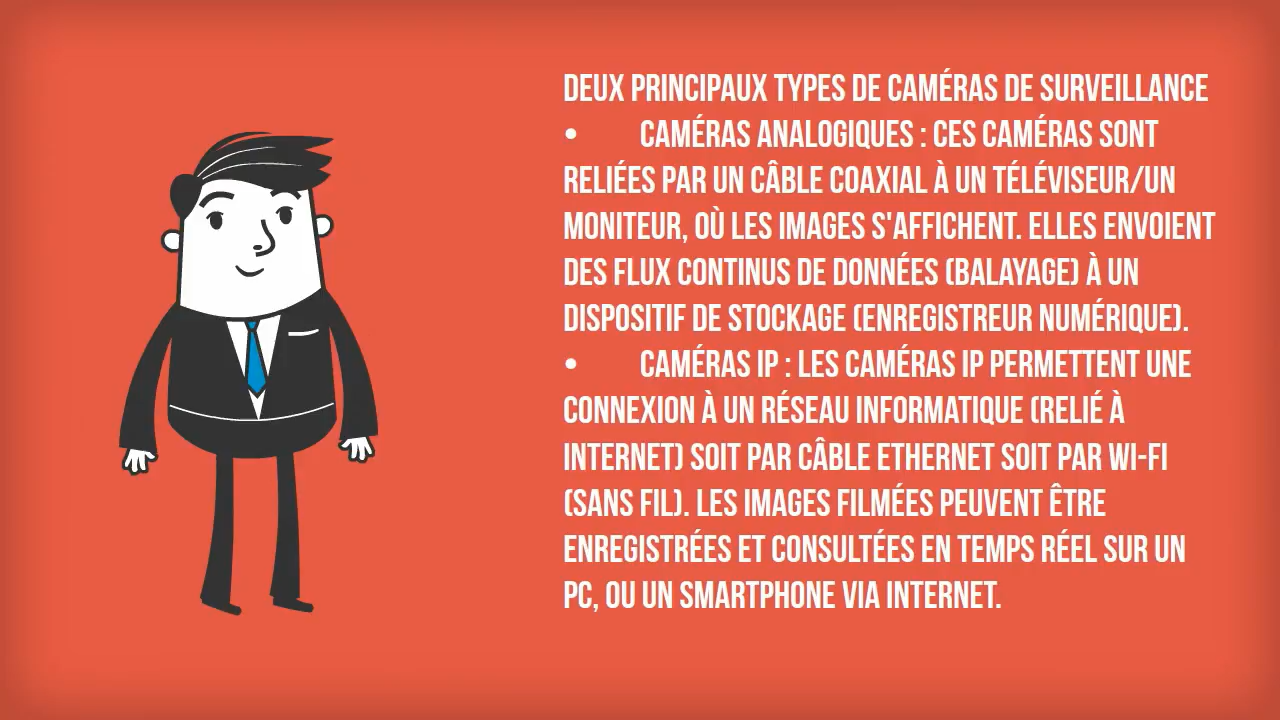 DEUX PRINCIPAUX TYPES DE CAMÉRAS DE SURVEILLANCE
• CAMÉRAS ANALOGIQUES : CES CAMÉRAS SONT
RELIÉES PAR UN CÂBLE COAXIAL À UN TÉLÉVISEUR/UN
MONITEUR, OÙ LES IMAGES S'AFFICHENT. ELLES ENVOIENT
DES FLUX CONTINUS DE DONNÉES (BALAYAGE) À UN
DISPOSITIF DE STOCKAGE (ENREGISTREUR NUMÉRIQUE).
• CAMÉRAS IP : LES CAMÉRAS IP PERMETTENT UNE
CONNEXION À UN RÉSEAU INFORMATIQUE (RELIÉ À
INTERNET) SOIT PAR CÂBLE ETHERNET SOIT PAR WI-FI
(SANS FIL). LES IMAGES FILMÉES PEUVENT ÊTRE
ENREGISTRÉES ET CONSULTÉES EN TEMPS RÉEL SUR UN
PC, OU UN SMARTPHONE VIA INTERNET.